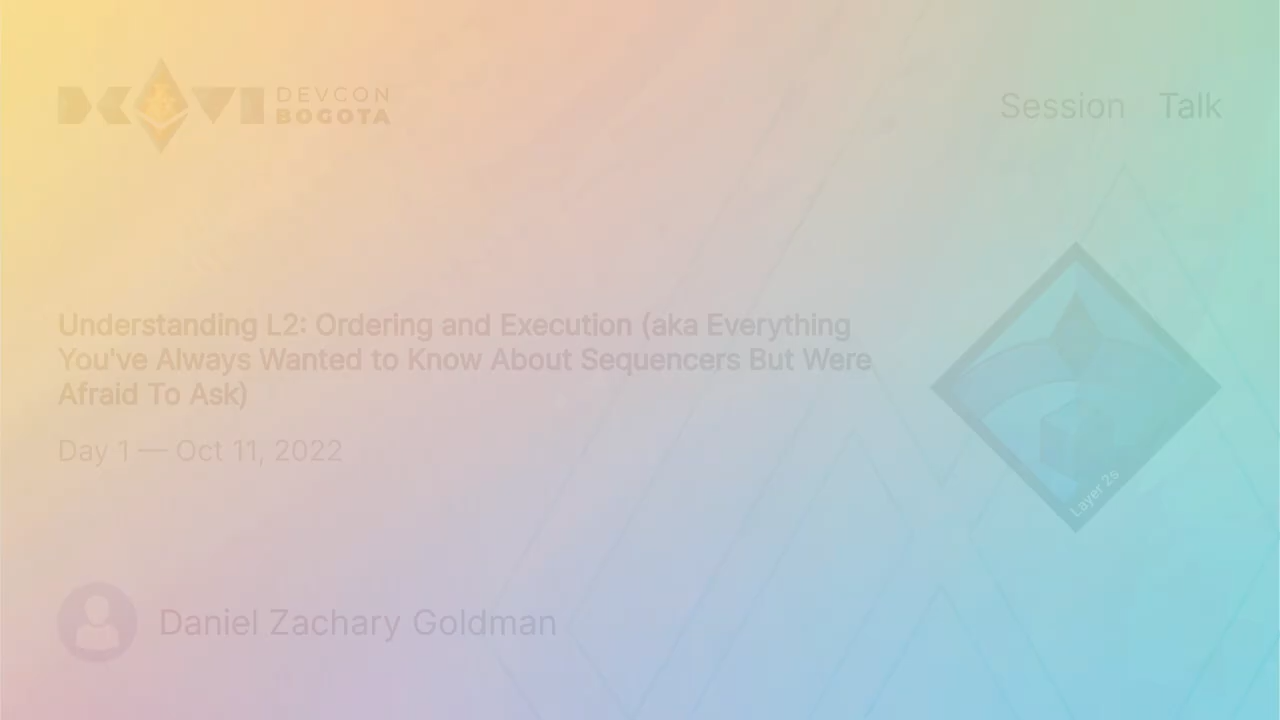 DEVCON
BOGOTA
Session Talk
Understanding L2: Ordering and Execution (aka Everything
You've Always Wanted to Know About Sequencers But Were
Afraid To Ask)
Day 1 — Oct 11, 2022
Layer 2s
Daniel Zachary Goldman